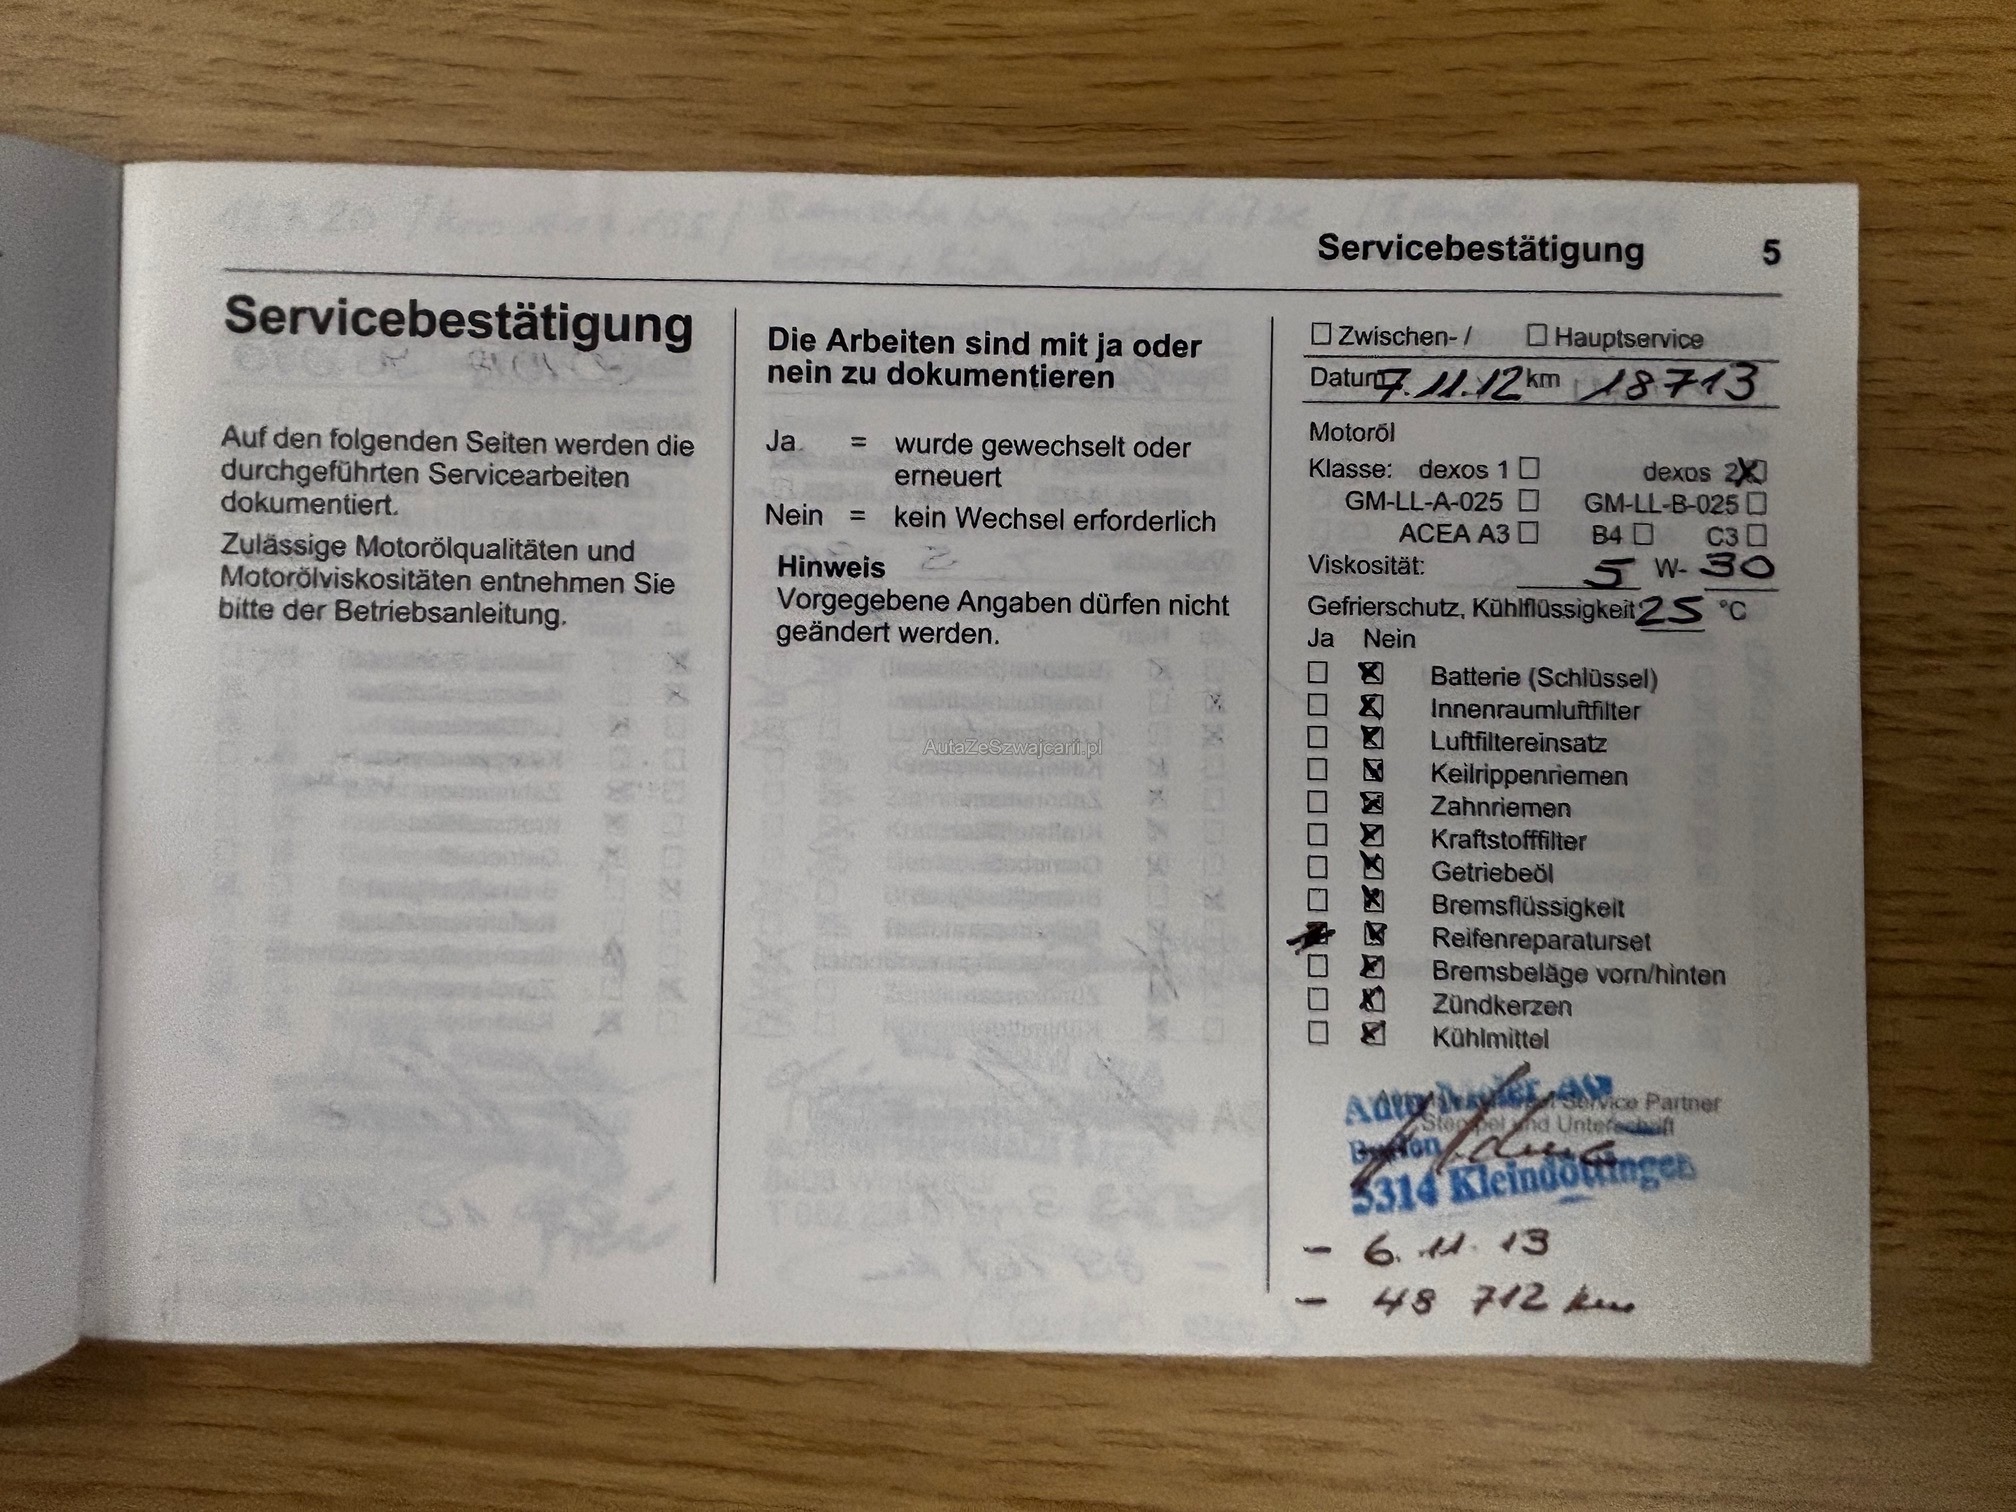 Servicebestätigung 5
Servicebestätigung
Auf den folgenden Seiten werden die
durchgeführten Servicearbeiten
dokumentiert.
Zulässige Motorölqualitäten und
Motorölviskositäten entnehmen Sie
bitte der Betriebsanleitung.
Die Arbeiten sind mit ja oder
nein zu dokumentieren
Ja = wurde gewechselt oder
erneuert
Nein = kein Wechsel erforderlich
Hinweis
Vorgegebene Angaben dürfen nicht
geändert werden.
AutaZeSzwajcarii.pl
Zwischen- / Hauptservice
Datum 7.11.12 km 18713
Motoröl
Klasse: dexos 1 dexos 2
GM-LL-A-025 GM-LL-B-025
ACEA A3 B4 C3
Viskosität: 5 W- 30
Gefrierschutz, Kühlflüssigkeit 25 °C
Ja Nein
Batterie (Schlüssel)
Innenraumluftfilter
Luftfiltereinsatz
Keilrippenriemen
Zahnriemen
Kraftstofffilter
Getriebeöl
Bremsflüssigkeit
Reifenreparaturset
Bremsbeläge vorn/hinten
Zündkerzen
Kühlmittel
Auto AG
Service Partner
Stempel und Unterschrift
5314 Kleindöttingen
- 6. 11. 13
- 48 712 km